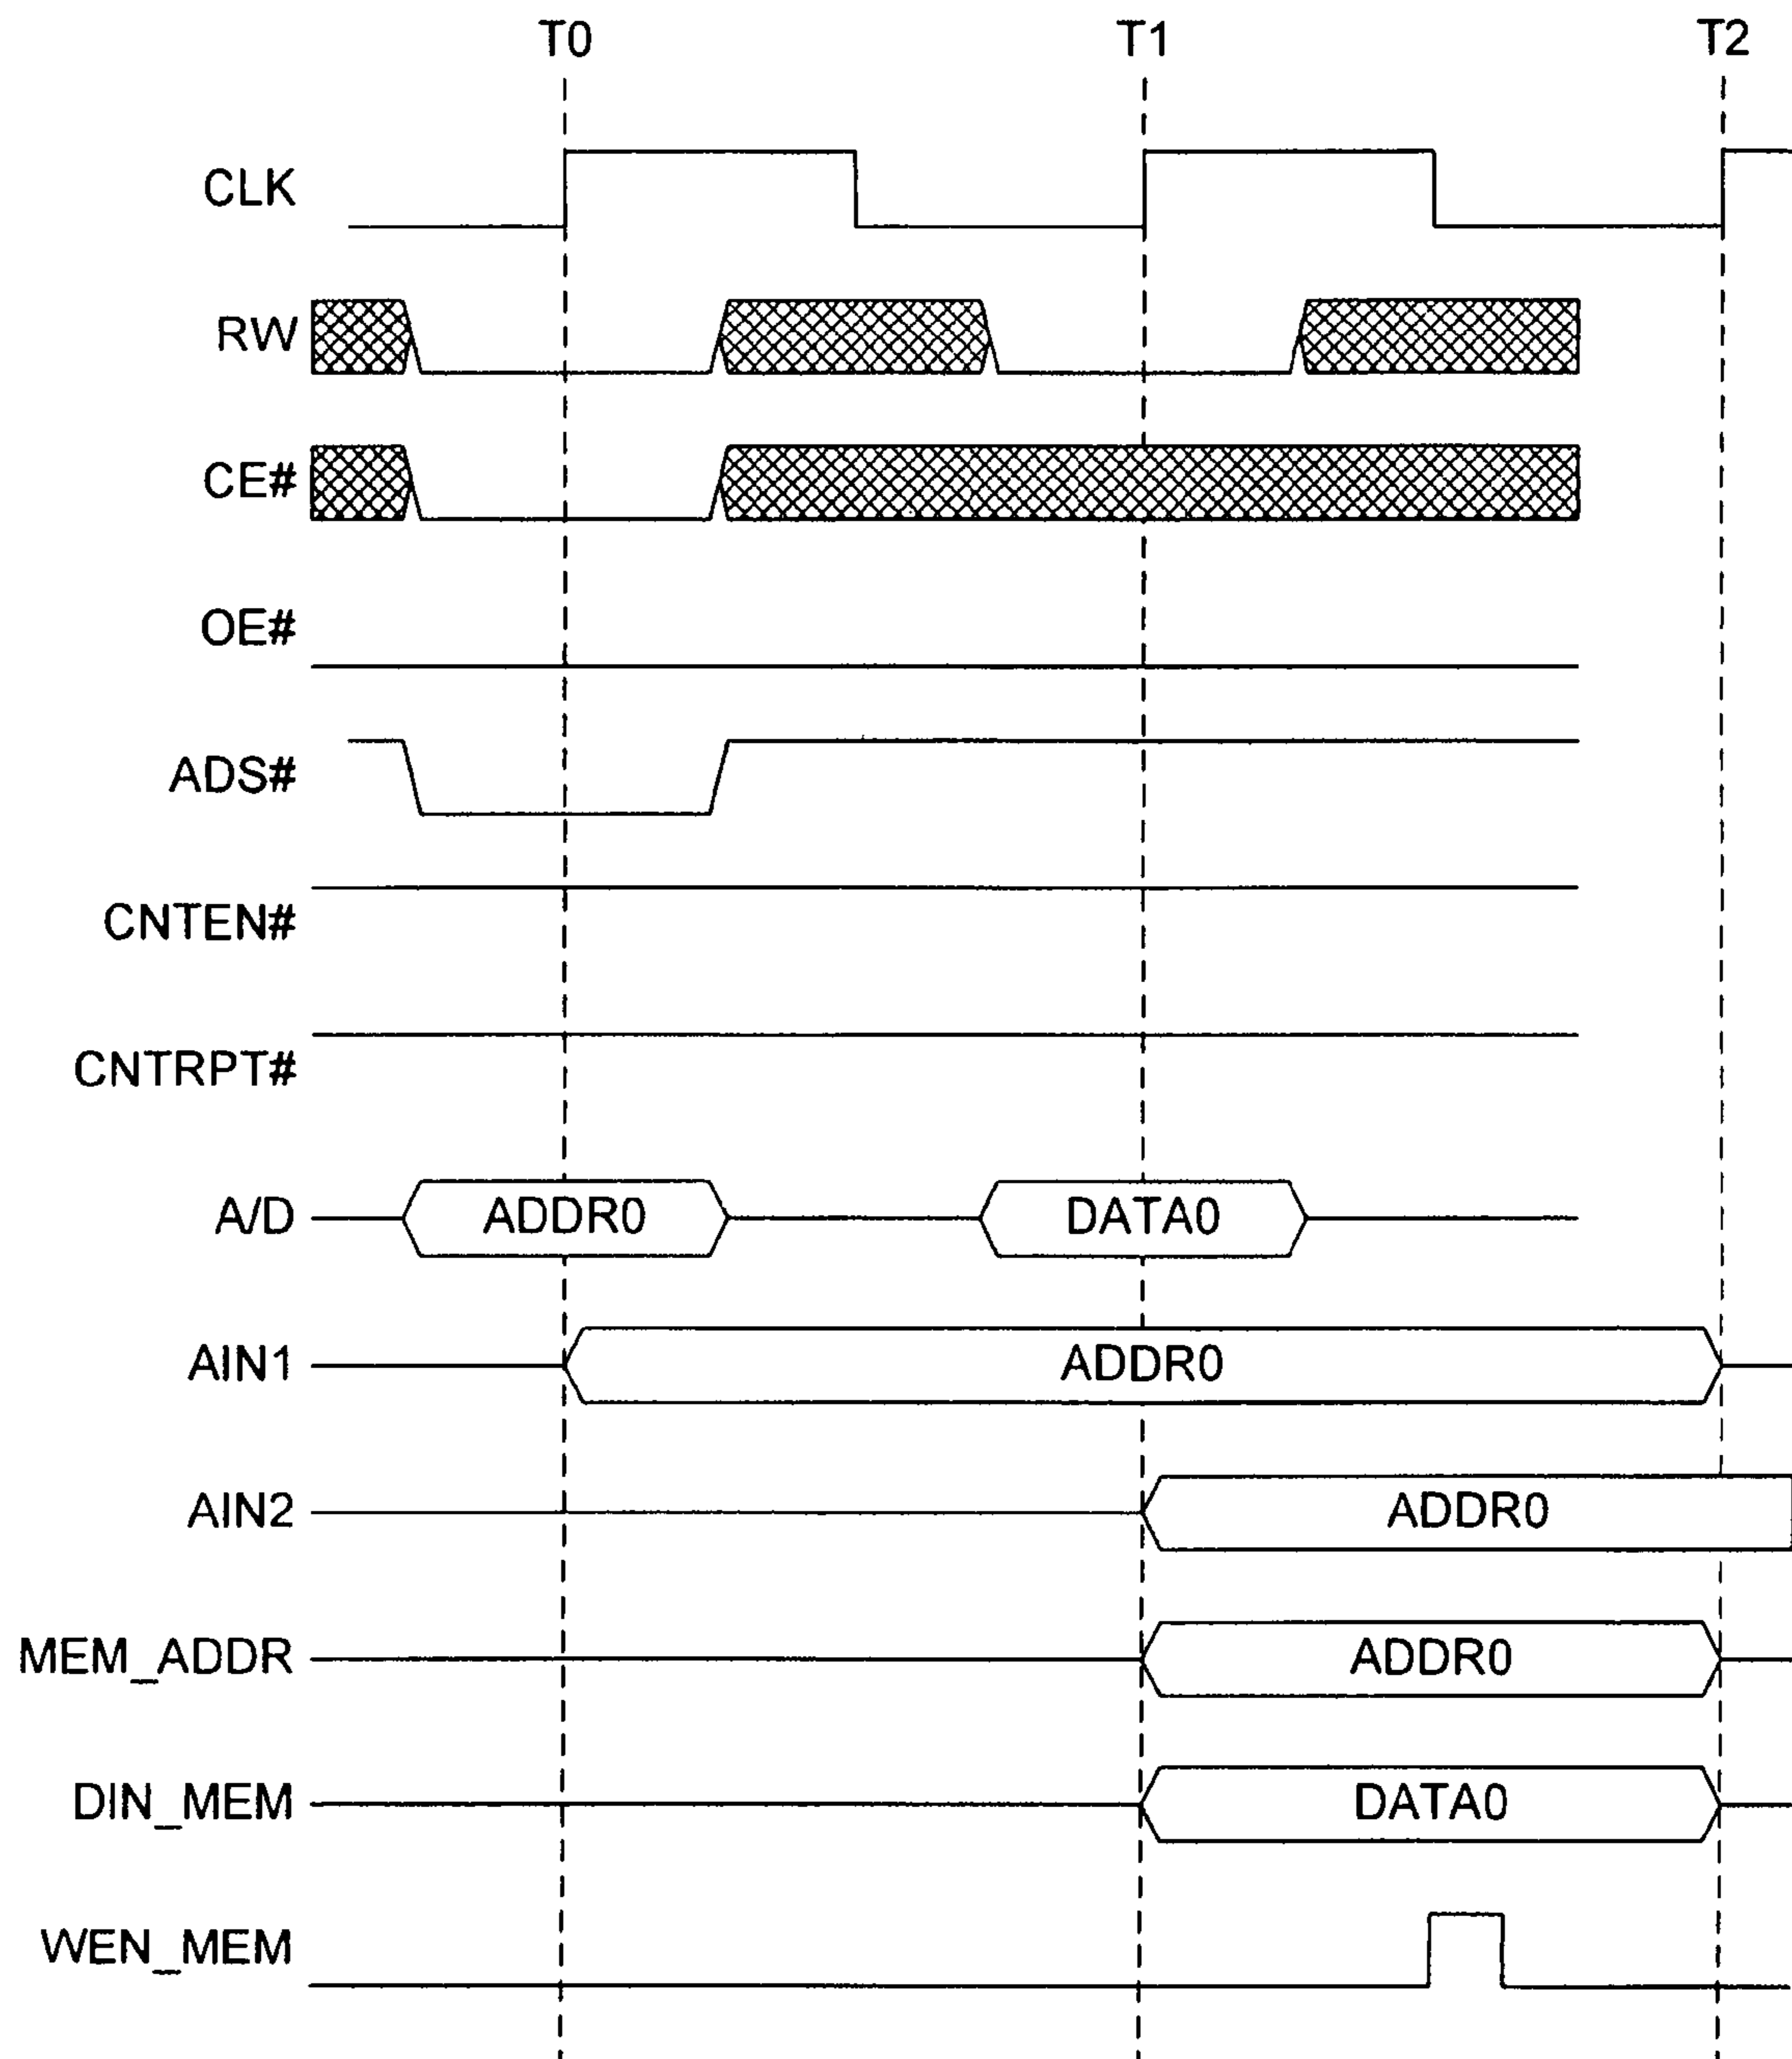 T0 T1 T2
CLK
RW
CE#
OE#
ADS#
CNTEN#
CNTRPT#
A/D ADDR0 DATA0
AIN1 ADDR0
AIN2 ADDR0
MEM_ADDR ADDR0
DIN_MEM DATA0
WEN_MEM